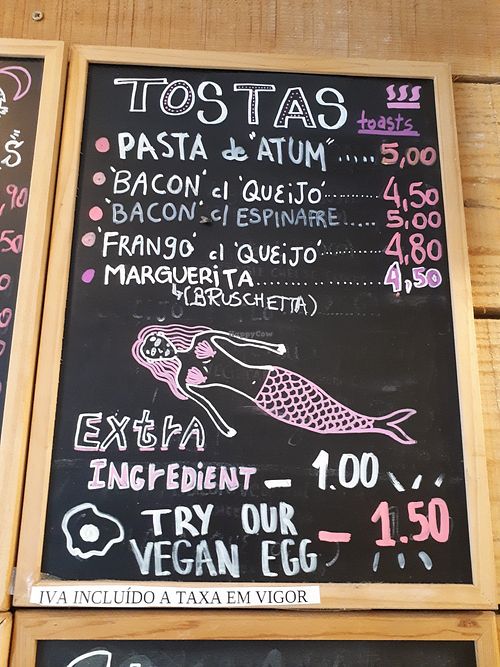 TOSTAS
toasts
PASTA de "ATUM"..... 5,00
'BACON' c/ 'QUEIJO'.......... 4,50
'BACON' c/ ESPINAFRE..... 5,00
'FRANGO' c/ 'QUEIJO'......... 4,80
MARGUERITA............ 4,50
(BRUSCHETTA)
HappyCow
Extra
INGREDIENT — 1.00
TRY OUR
VEGAN EGG — 1.50
IVA INCLUÍDO A TAXA EM VIGOR